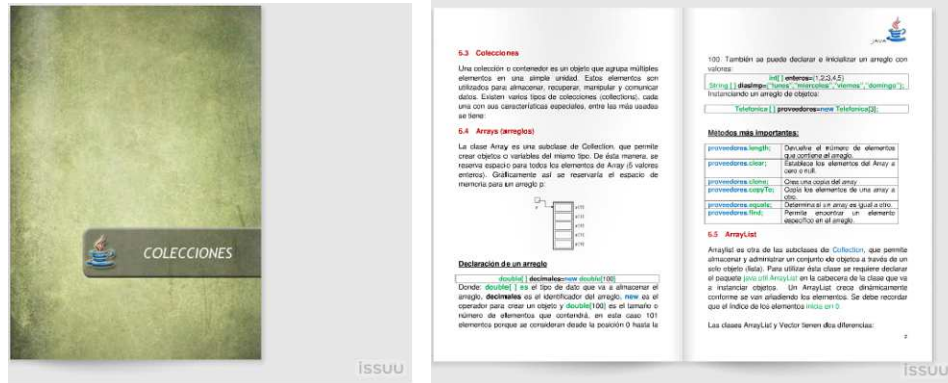 COLECCIONES
issuu
5.3 Colecciones
Una colección o contenedor es un objeto que agrupa múltiples
elementos en una simple unidad. Estos elementos son
utilizados para almacenar, recuperar, manipular y comunicar
datos. Existen varios tipos de colecciones (collections), cada
una con sus características especiales, entre las más usadas
se tiene:
5.4 Arrays (arreglos)
La clase Array es una subclase de Collection, que permite
crear objetos o variables del mismo tipo. De ésta manera, se
reserva espacio para todos los elementos de Array (5 valores
enteros). Gráficamente así se reservaría el espacio de
memoria para un arreglo p:
Declaración de un arreglo
double[ ] decimales=new double[100]
Donde: double[ ] es el tipo de dato que va a almacenar el
arreglo, decimales es el identificador del arreglo, new es el
operador para crear un objeto y double[100] es el tamaño o
número de elementos que contendrá, en este caso 101
elementos porque se consideran desde la posición 0 hasta la
100. También se puede declarar e inicializar un arreglo con
valores:
int[ ] enteros={1,2,3,4,5}
String [ ] diasImp={"lunes","miercoles","viernes","domingo"};
Instanciando un arreglo de objetos:
Telefonica [ ] proveedores=new Telefonica[3];
Métodos más importantes:
proveedores.length; Devuelve el número de elementos
que contiene el arreglo.
proveedores.clear; Establece los elementos del Array a
cero o null.
proveedores.clone; Crea una copia del array
proveedores.copyTo; Copia los elementos de una array a
otro
proveedores.equals; Determina si un array es igual a otro.
proveedores.find; Permite encontrar un elemento
específico en el arreglo.
5.5 ArrayList
Arraylist es otra de las subclases de Collection, que permite
almacenar y administrar un conjunto de objetos a través de un
solo objeto (lista). Para utilizar ésta clase se requiere declarar
el paquete java.util.ArrayList en la cabecera de la clase que va
a instanciar objetos. Un ArrayList crece dinámicamente
conforme se van añadiendo los elementos. Se debe recordar
que el índice de los elementos inicia en 0.
Las clases ArrayList y Vector tienen dos diferencias:
2
issuu